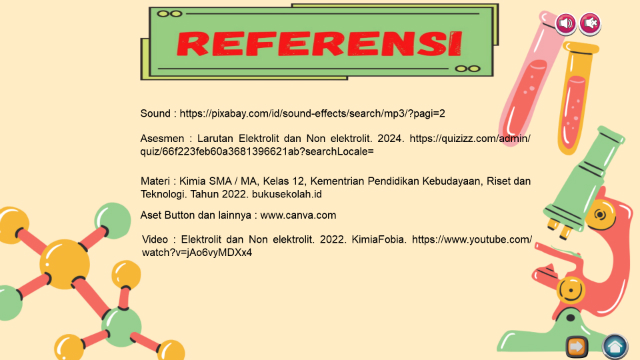 REFERENSI
Sound : https://pixabay.com/id/sound-effects/search/mp3/?pagi=2
Asesmen : Larutan Elektrolit dan Non elektrolit. 2024. https://quizizz.com/admin/
quiz/66f223feb60a3681396621ab?searchLocale=
Materi : Kimia SMA / MA, Kelas 12, Kementrian Pendidikan Kebudayaan, Riset dan
Teknologi. Tahun 2022. bukusekolah.id
Aset Button dan lainnya : www.canva.com
Video : Elektrolit dan Non elektrolit. 2022. KimiaFobia. https://www.youtube.com/
watch?v=jAo6vyMDXx4